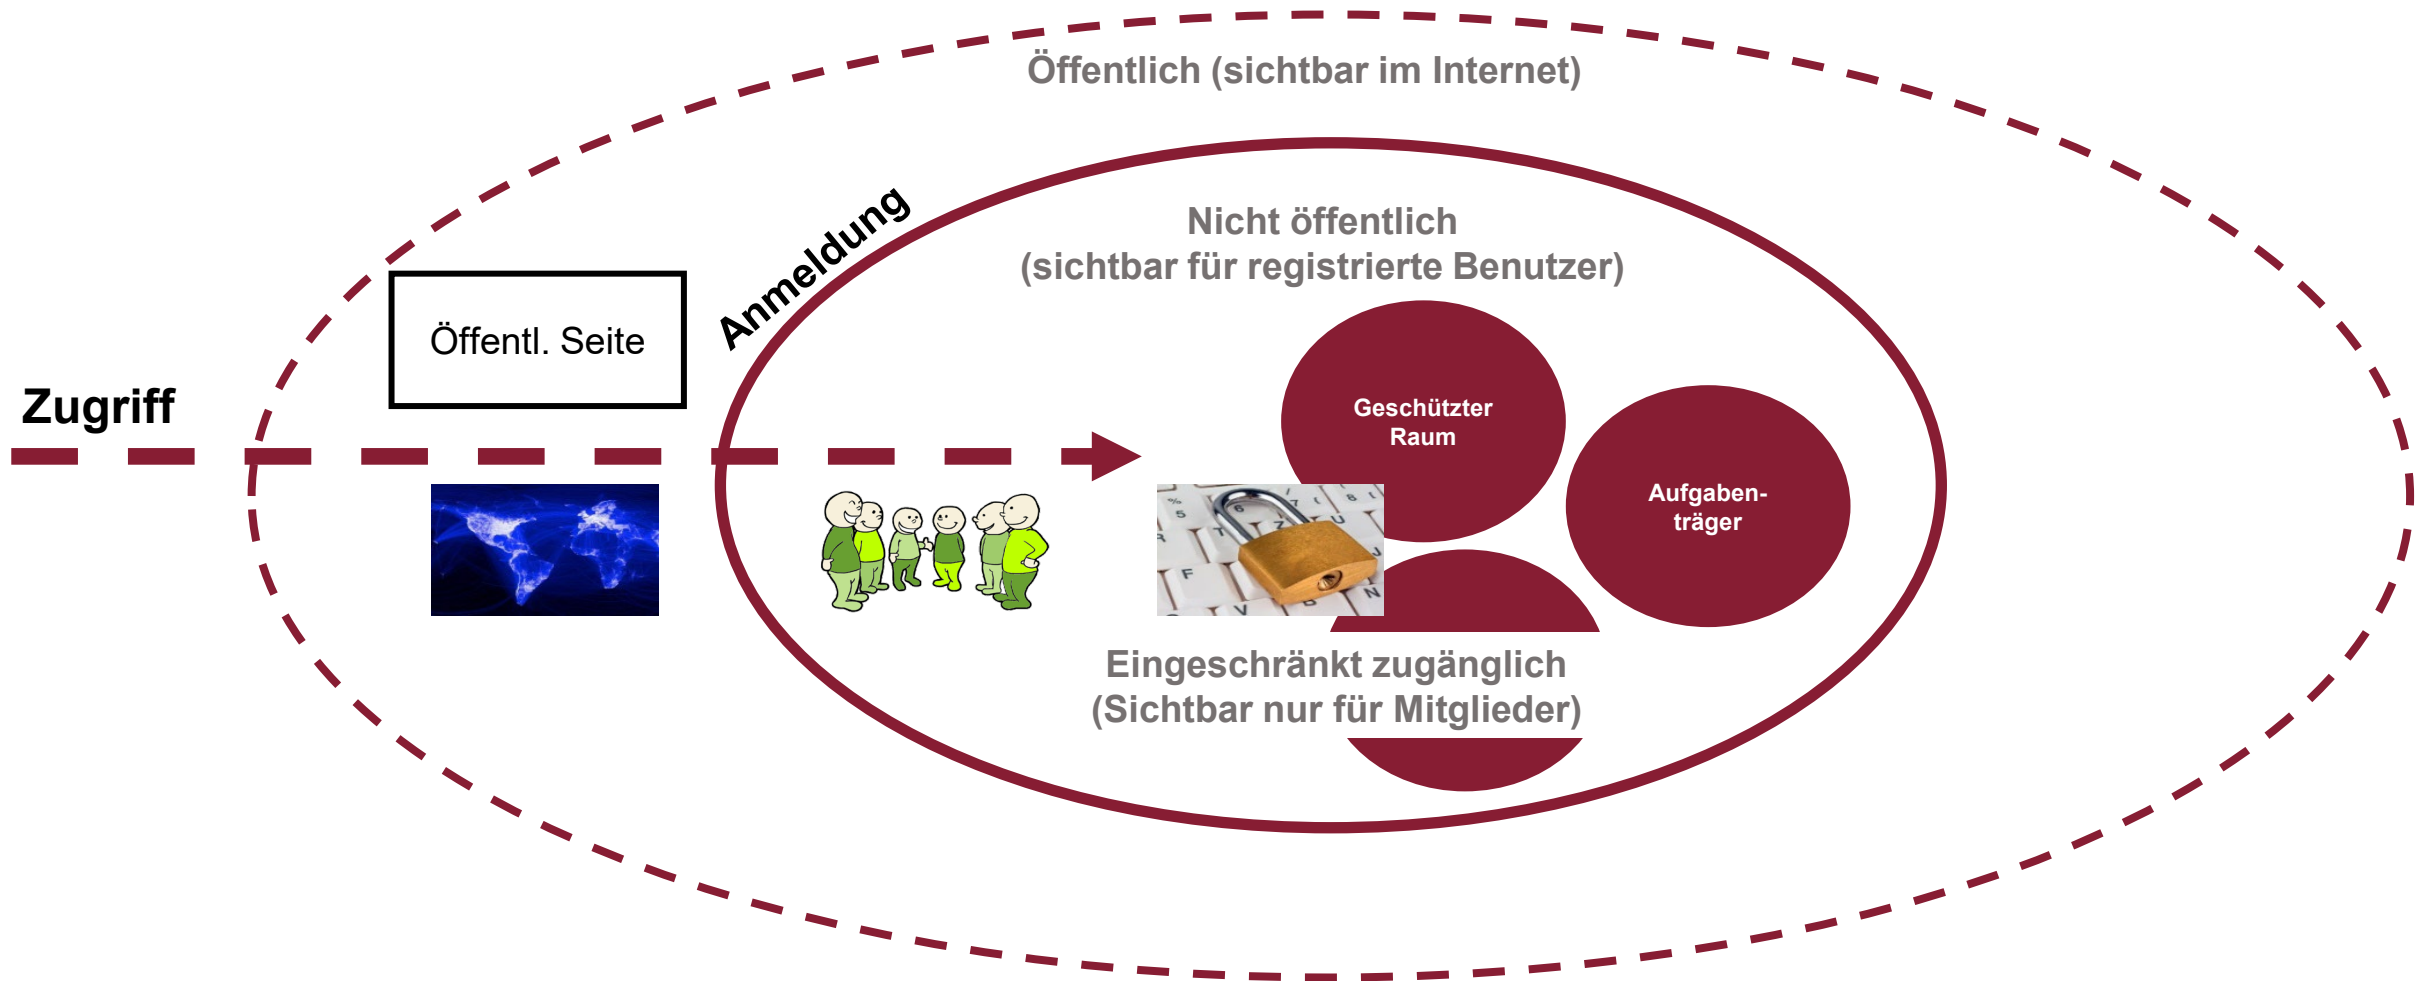 Öffentlich (sichtbar im Internet)
Anmeldung
Nicht öffentlich
(sichtbar für registrierte Benutzer)
Öffentl. Seite
Zugriff
Geschützter
Raum
Aufgaben-
träger
Eingeschränkt zugänglich
(Sichtbar nur für Mitglieder)